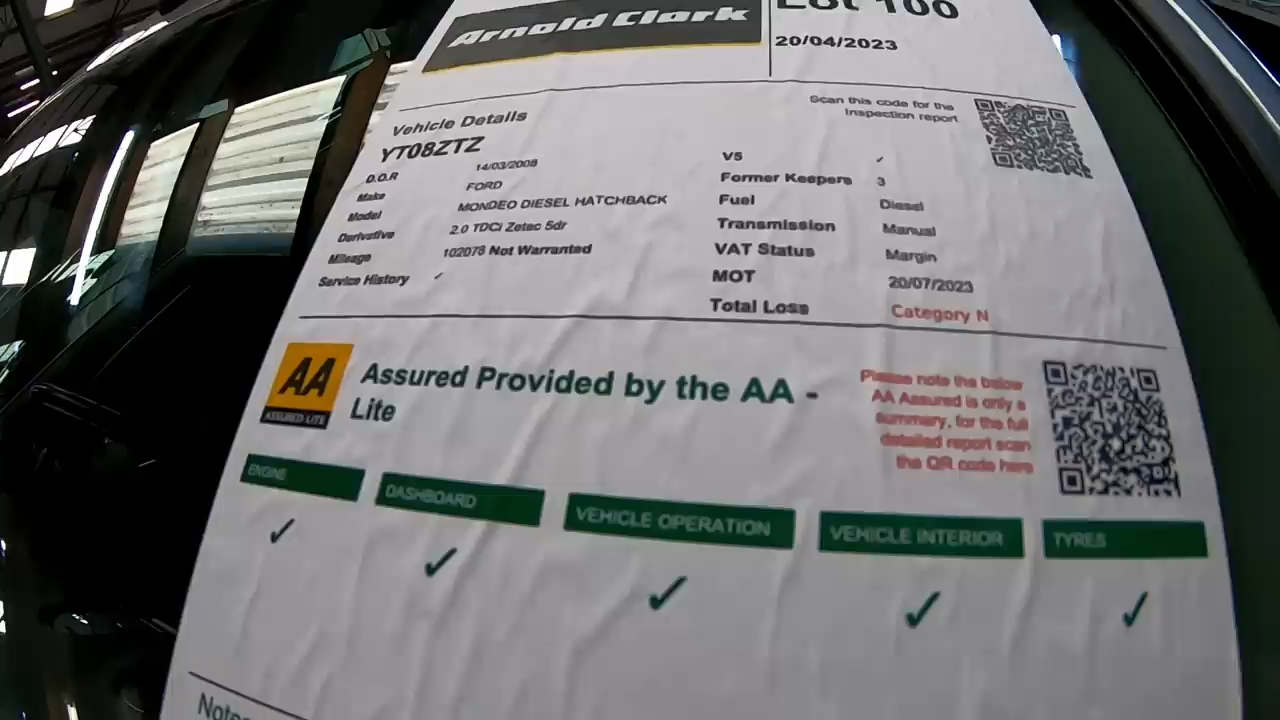 Arnold Clark
Lot 100
20/04/2023
Scan this code for the
Inspection report
Vehicle Details
YT08ZTZ
D.O.R 14/03/2008
Make FORD
Model MONDEO DIESEL HATCHBACK
Derivative 2.0 TDCi Zetec 5dr
Mileage 102078 Not Warranted
Service History ✓
V5 ✓
Former Keepers 3
Fuel Diesel
Transmission Manual
VAT Status Margin
MOT 20/07/2023
Total Loss Category N
AA
ASSURED LITE
Assured Provided by the AA -
Lite
Please note the below
AA Assured is only a
summary, for the full
detailed report scan
the QR code here
ENGINE DASHBOARD VEHICLE OPERATION VEHICLE INTERIOR TYRES
✓ ✓ ✓ ✓ ✓
Notes